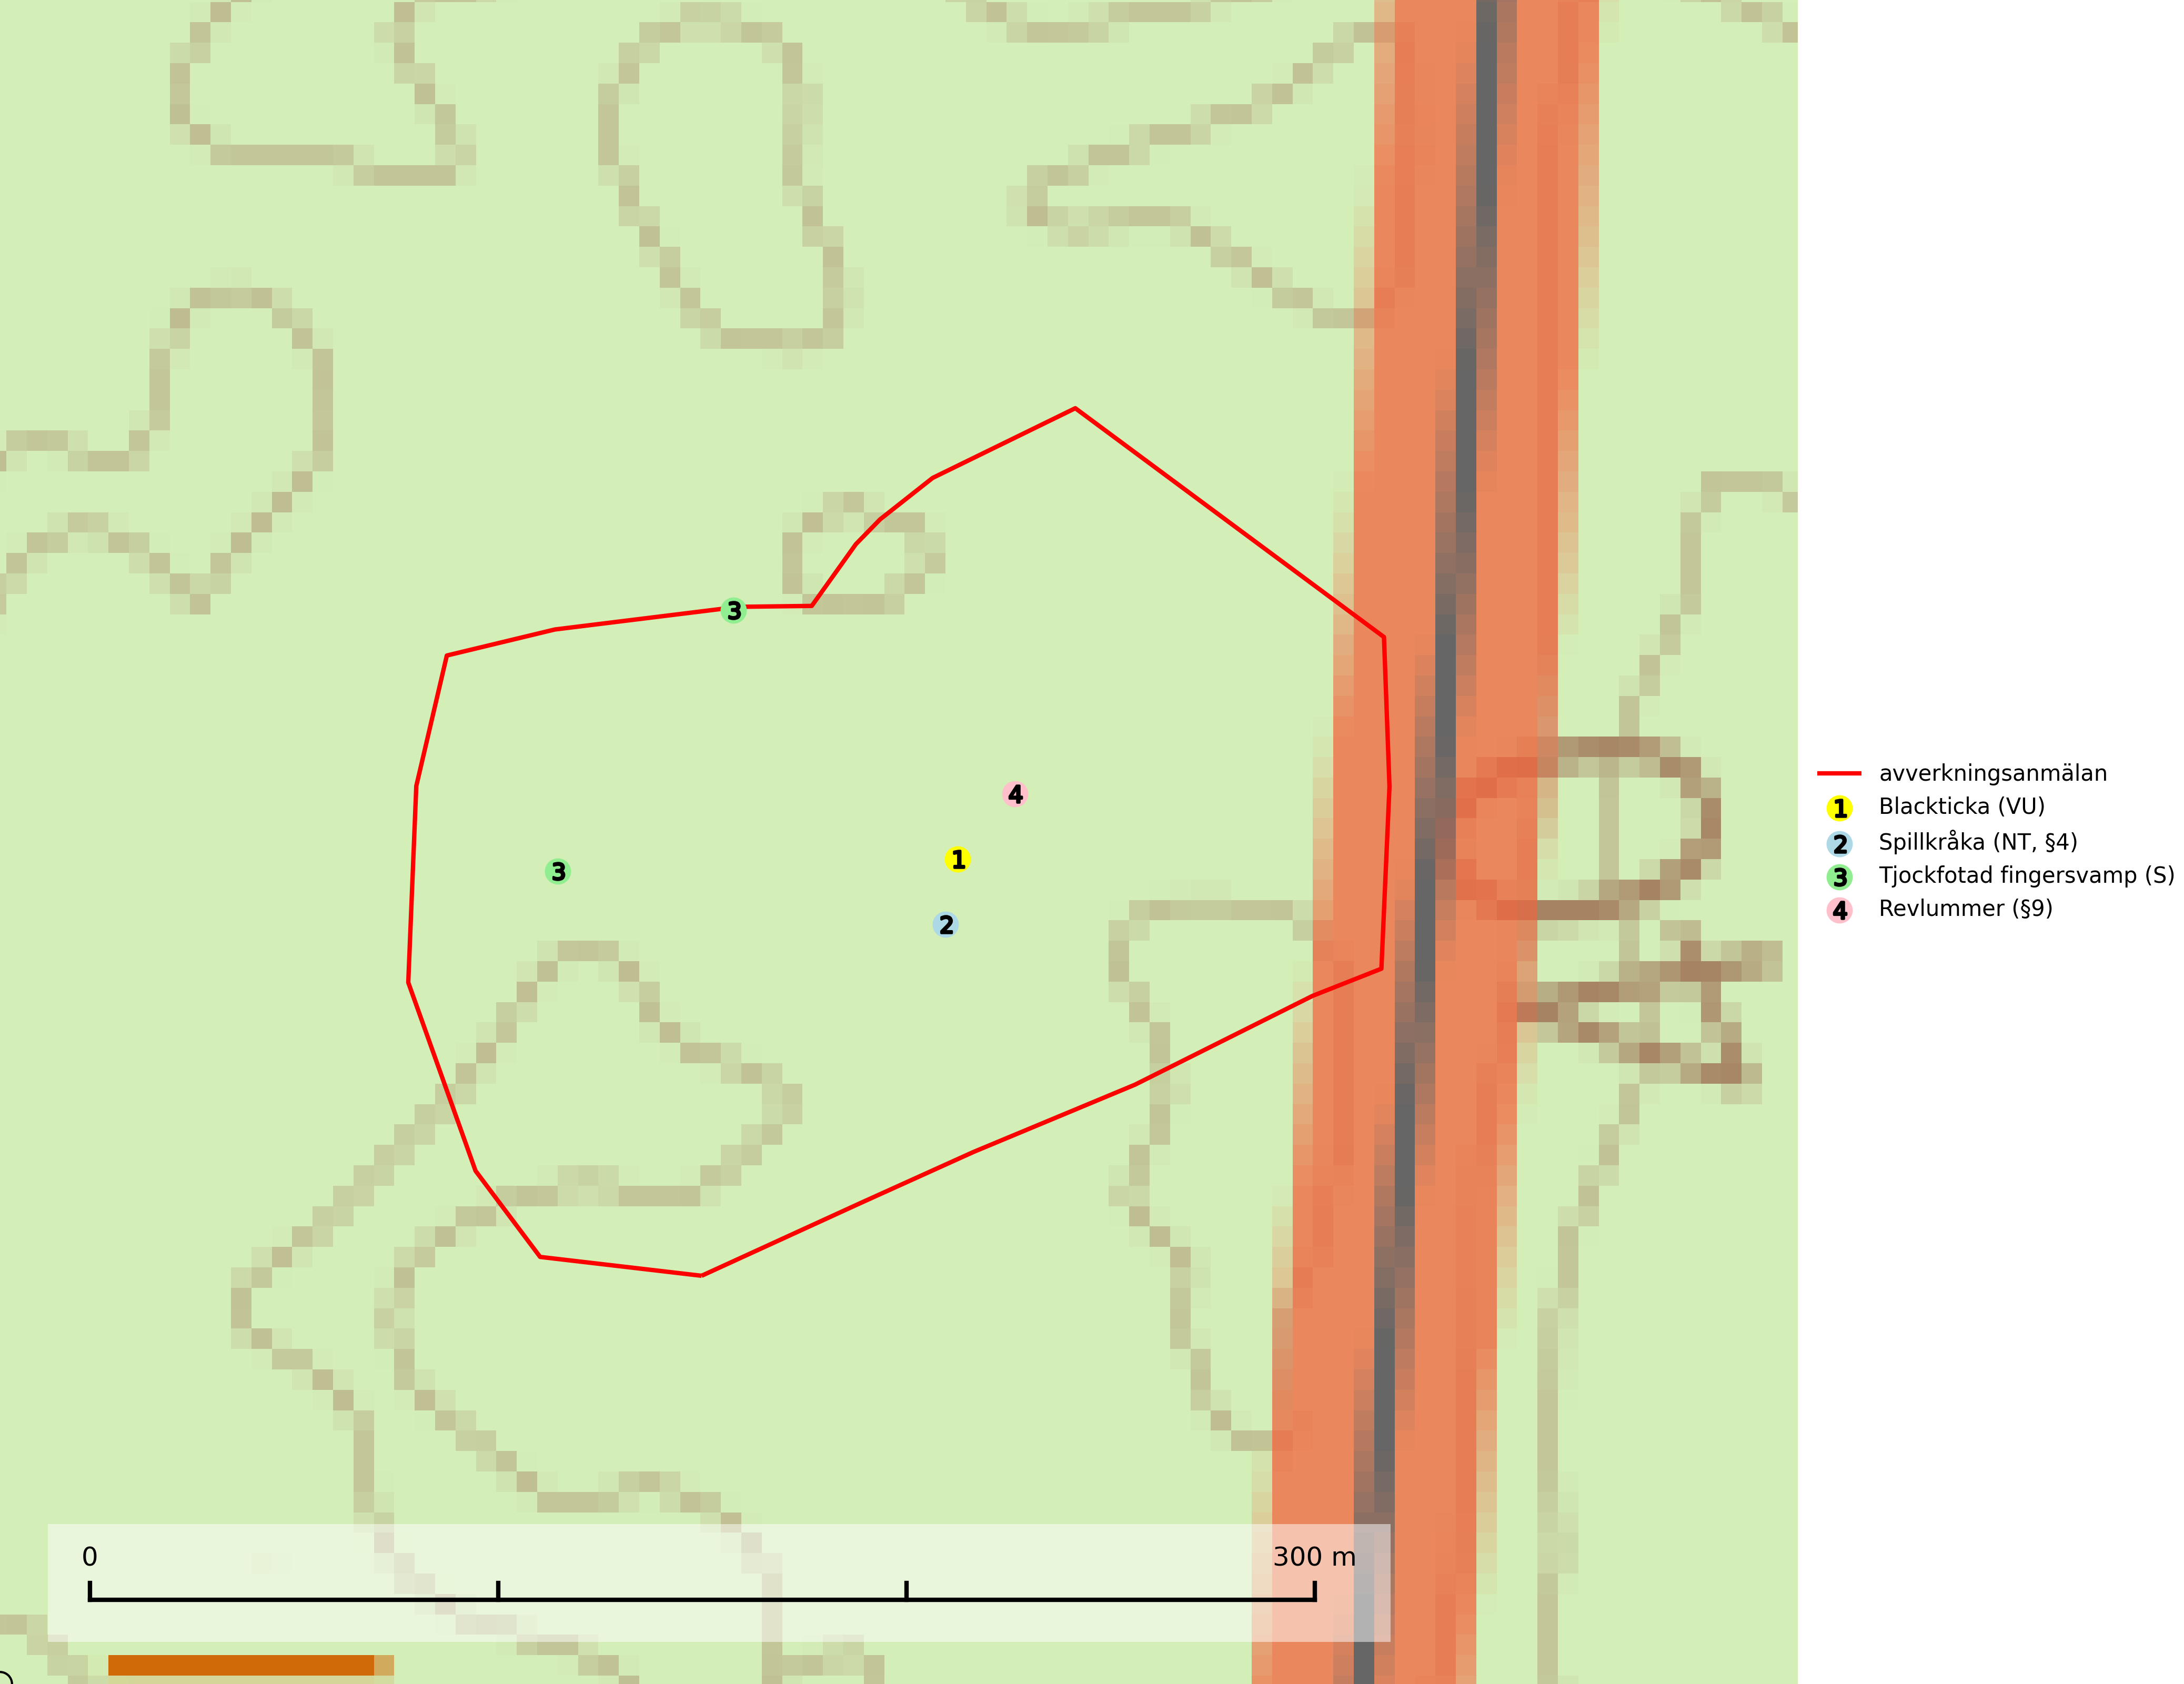 3
4
3
1
2
avverkningsanmälan
1 Blackticka (VU)
2 Spillkråka (NT, §4)
3 Tjockfotad fingersvamp (S)
4 Revlummer (§9)
0 300 m